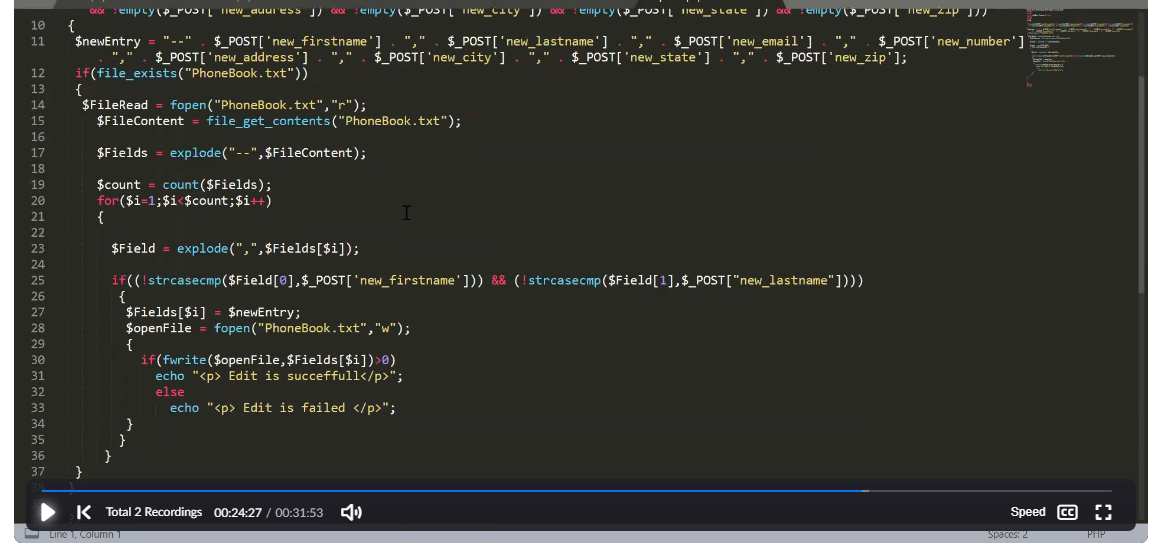 && !empty($_POST['new_address']) && !empty($_POST['new_city']) && !empty($_POST['new_state']) && !empty($_POST['new_zip']))
10 {
11 $newEntry = "--" . $_POST['new_firstname'] . "," . $_POST['new_lastname'] . "," . $_POST['new_email'] . "," . $_POST['new_number']
. "," . $_POST['new_address'] . "," . $_POST['new_city'] . "," . $_POST['new_state'] . "," . $_POST['new_zip'];
12 if(file_exists("PhoneBook.txt"))
13 {
14 $FileRead = fopen("PhoneBook.txt","r");
15 $FileContent = file_get_contents("PhoneBook.txt");
16
17 $Fields = explode("--",$FileContent);
18
19 $count = count($Fields);
20 for($i=1;$i<$count;$i++)
21 {
22
23 $Field = explode(",",$Fields[$i]);
24
25 if((!strcasecmp($Field[0],$_POST['new_firstname'])) && (!strcasecmp($Field[1],$_POST["new_lastname"])))
26 {
27 $Fields[$i] = $newEntry;
28 $openFile = fopen("PhoneBook.txt","w");
29 {
30 if(fwrite($openFile,$Fields[$i])>0)
31 echo "<p> Edit is succeffull</p>";
32 else
33 echo "<p> Edit is failed </p>";
34 }
35 }
36 }
37 }
38 }
Total 2 Recordings 00:24:27 / 00:31:53 Speed CC
Line 1, Column 1 Spaces: 2 PHP